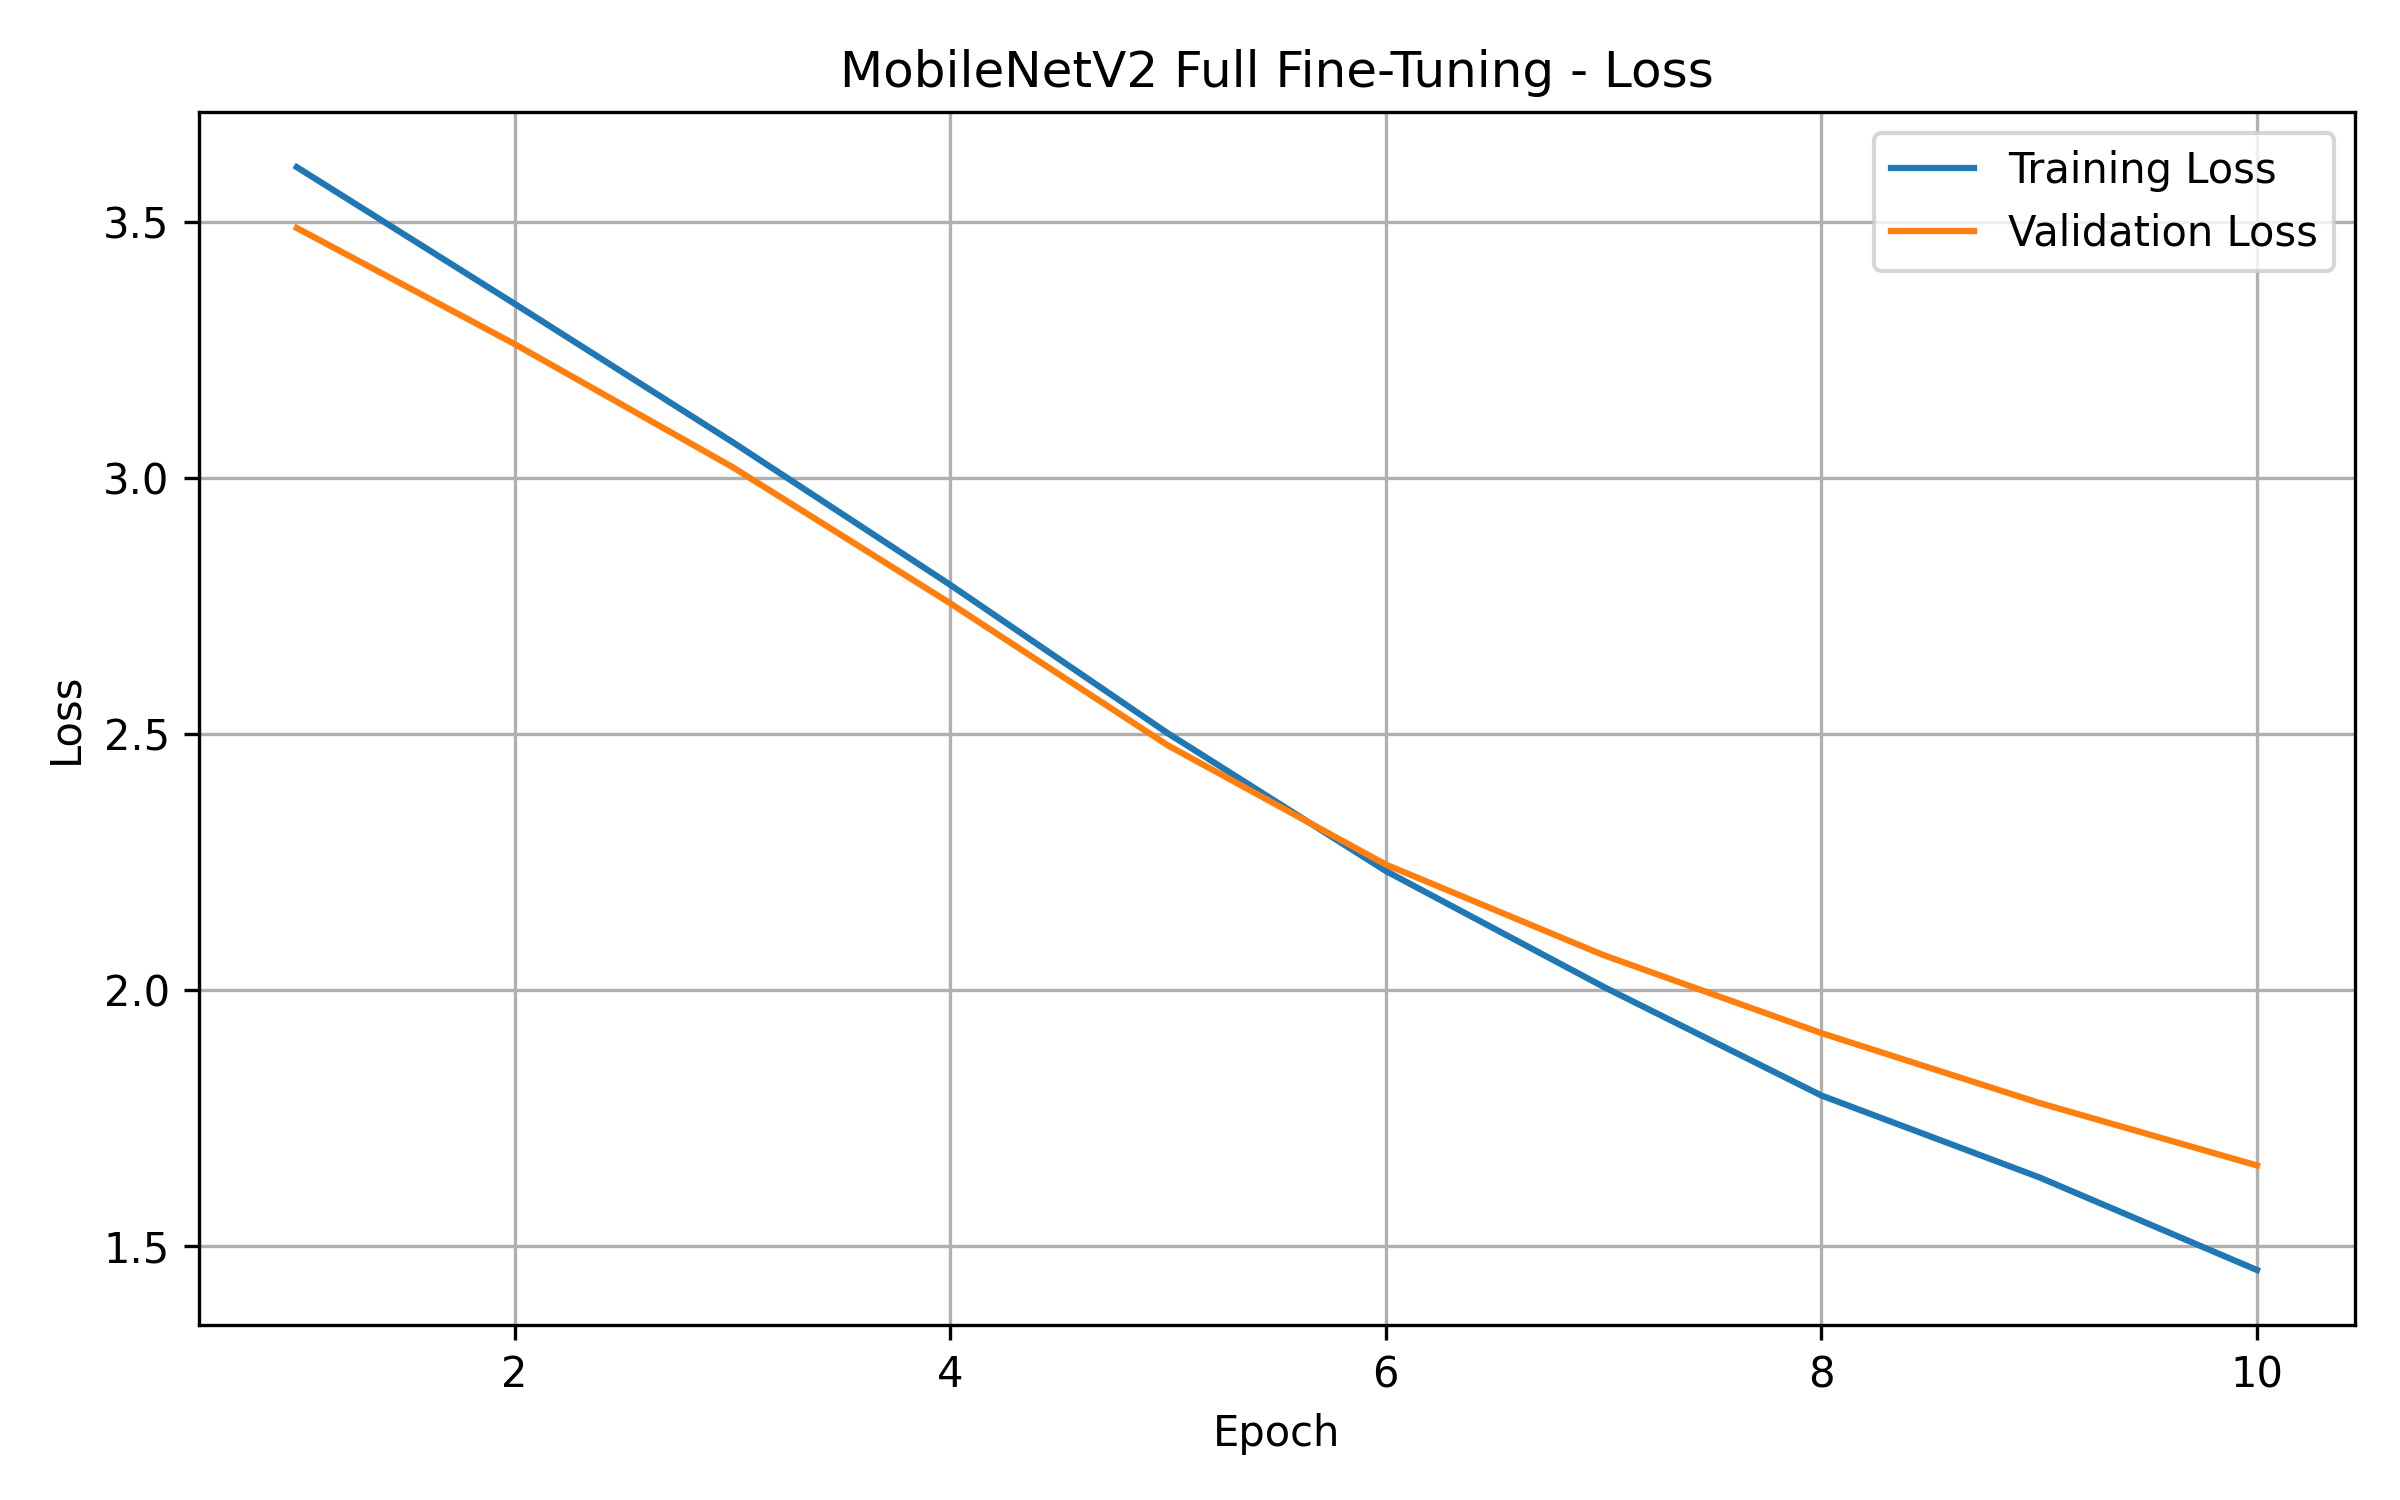 MobileNetV2 Full Fine-Tuning - Loss
Training Loss
Validation Loss
3.5
3.0
2.5
2.0
1.5
Loss
2 4 6 8 10
Epoch